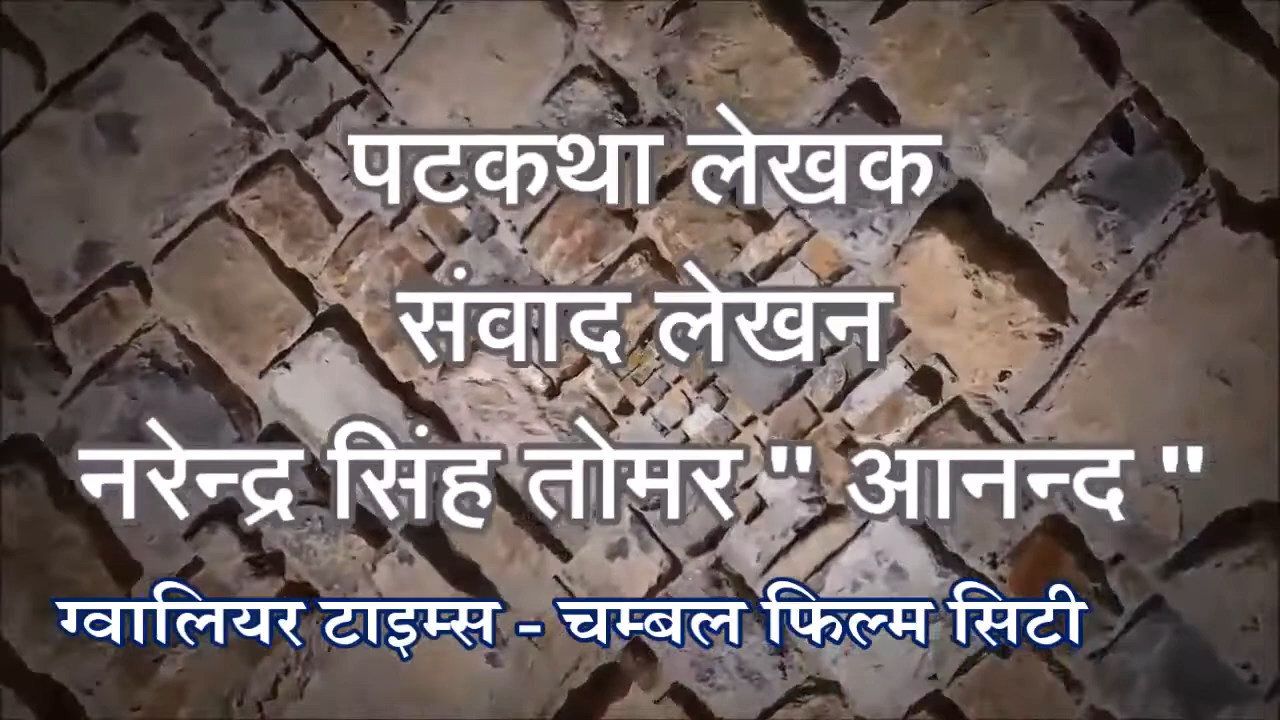 पटकथा लेखक
संवाद लेखन
नरेन्द्र सिंह तोमर " आनन्द "
ग्वालियर टाइम्स - चम्बल फिल्म सिटी